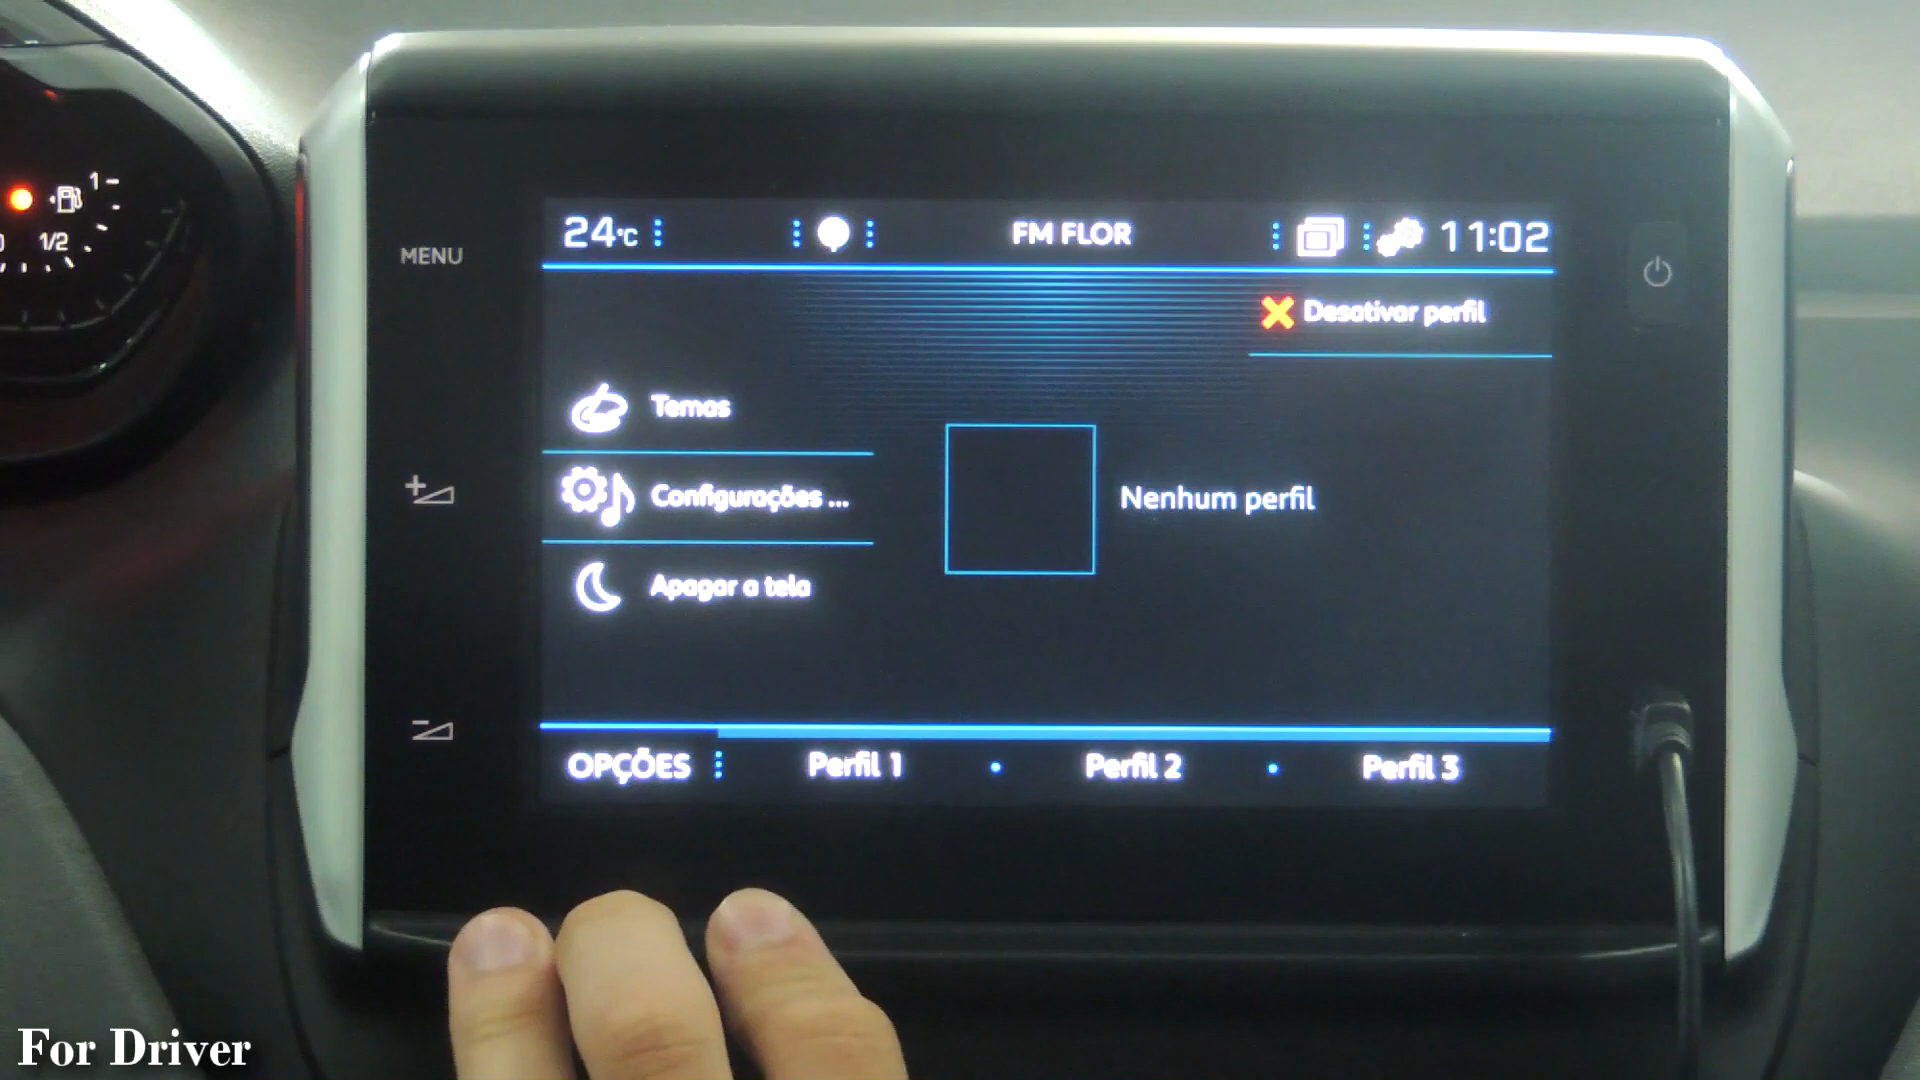 1
1/2
MENU
24°C
FM FLOR
11:02
Desativar perfil
Temas
Configurações ...
Nenhum perfil
Apagar a tela
OPÇÕES
Perfil 1
Perfil 2
Perfil 3
For Driver